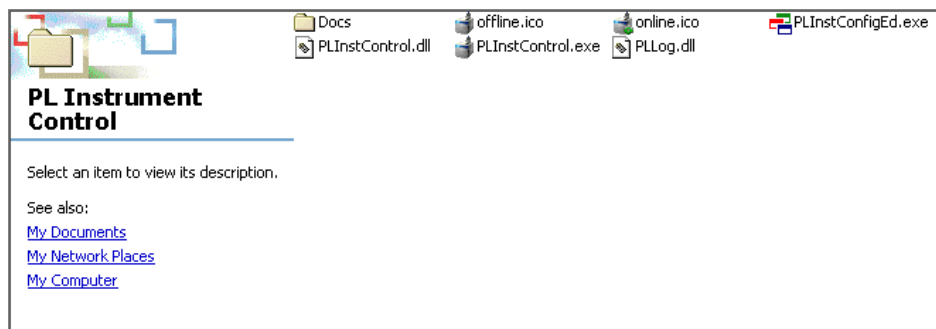 Docs offline.ico online.ico PLInstConfigEd.exe
PLInstControl.dll PLInstControl.exe PLLog.dll
PL Instrument
Control
Select an item to view its description.
See also:
My Documents
My Network Places
My Computer